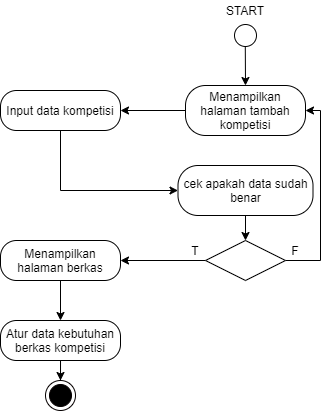 START
Menampilkan
halaman tambah
kompetisi
Input data kompetisi
cek apakah data sudah
benar
T
F
Menampilkan
halaman berkas
Atur data kebutuhan
berkas kompetisi